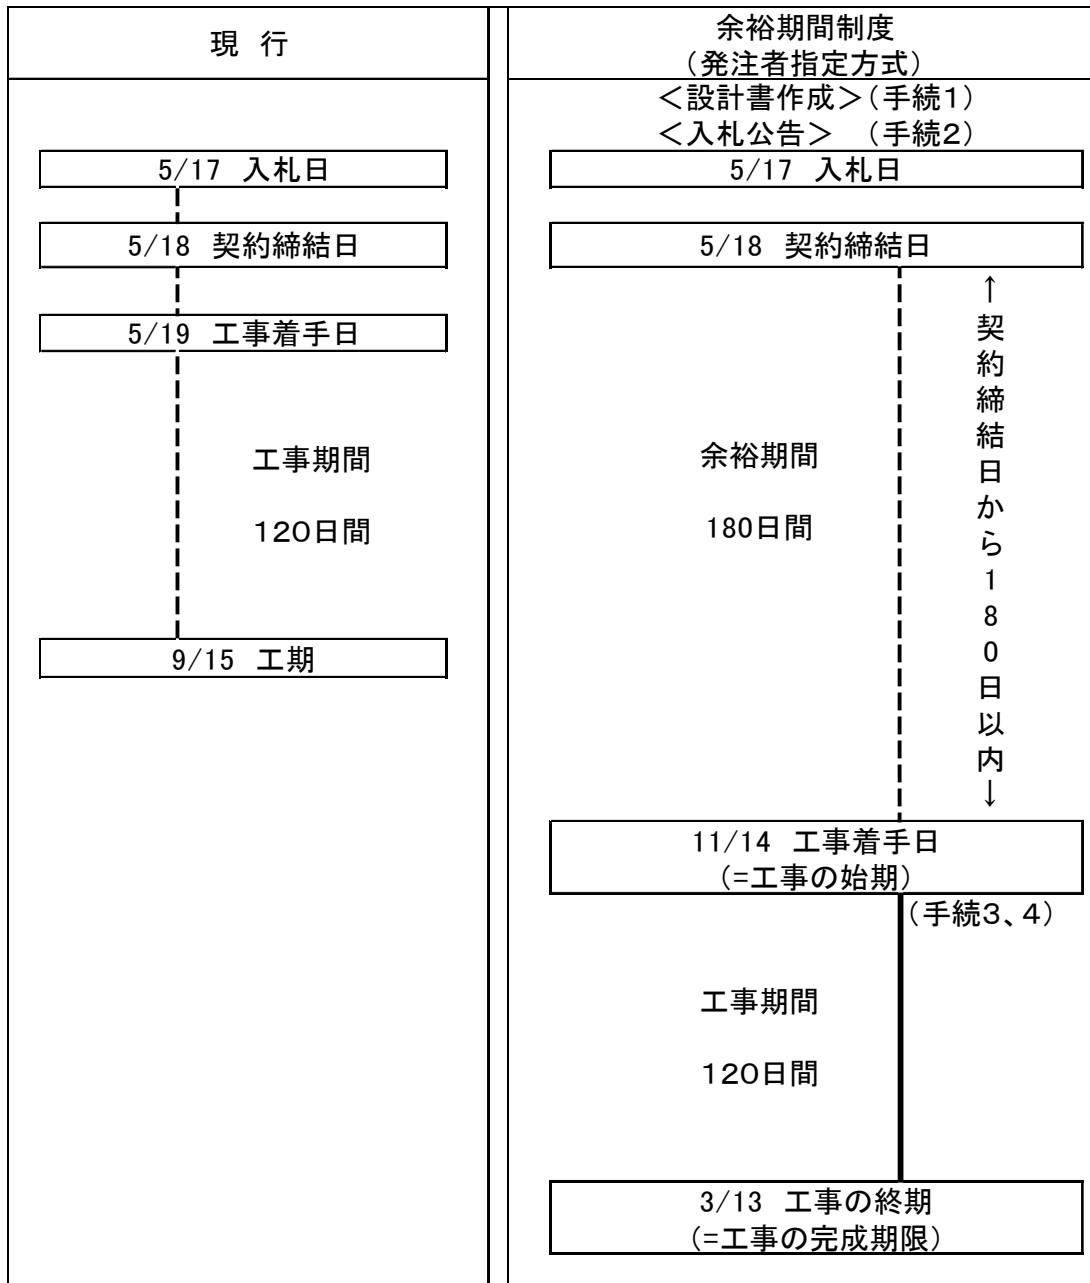 現 行
5/17 入札日
5/18 契約締結日
5/19 工事着手日
工事期間
120日間
9/15 工期
余裕期間制度
(発注者指定方式)
<設計書作成>(手続1)
<入札公告> (手続2)
5/17 入札日
5/18 契約締結日
余裕期間
180日間
↑契約締結日から180日以内↓
11/14 工事着手日
(=工事の始期)
(手続3、4)
工事期間
120日間
3/13 工事の終期
(=工事の完成期限)